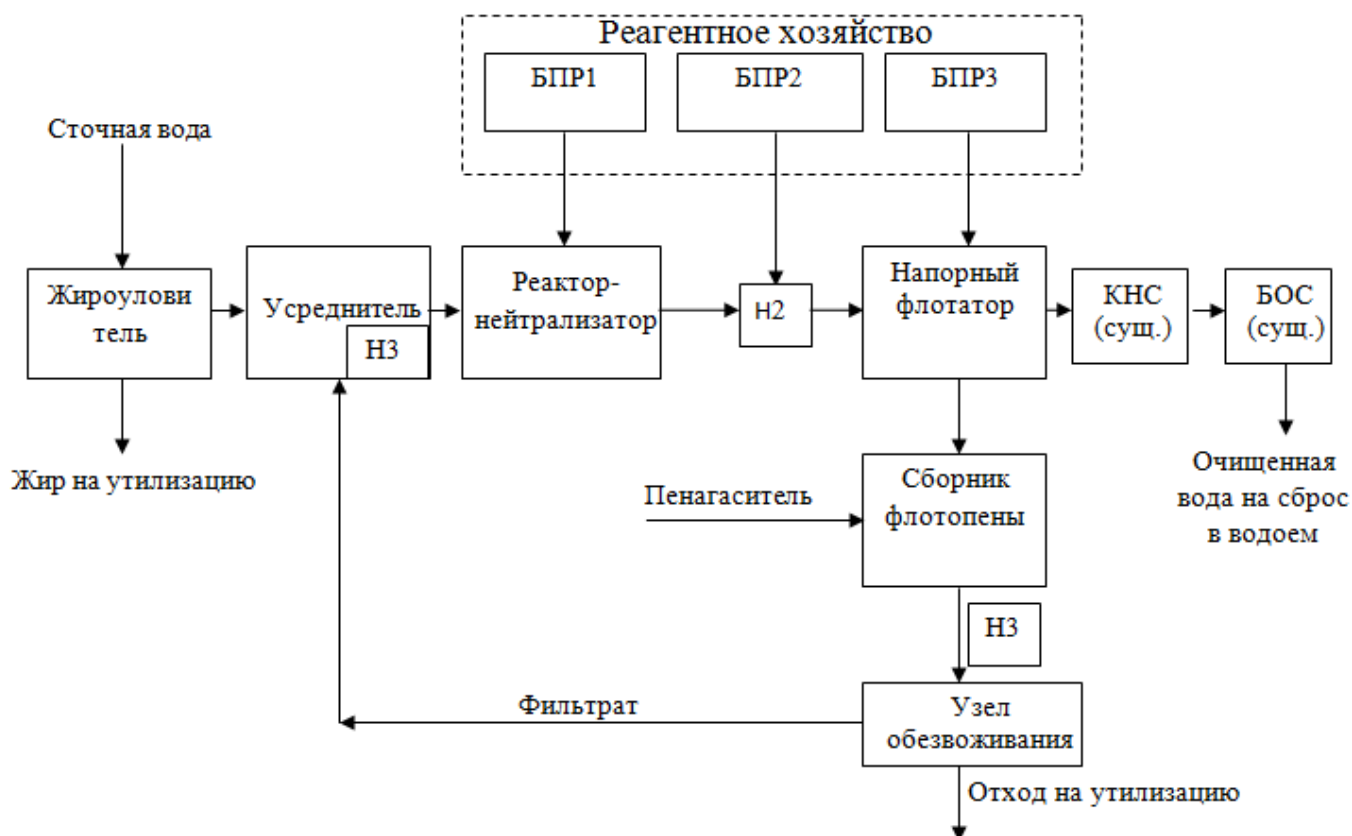 Реагентное хозяйство
БПР1
БПР2
БПР3
Сточная вода
Жироулови
тель
Усреднитель
Н3
Реактор-
нейтрализатор
Н2
Напорный
флотатор
КНС
(сущ.)
БОС
(сущ.)
Жир на утилизацию
Пенагаситель
Сборник
флотопены
Очищенная
вода на сброс
в водоем
Н3
Фильтрат
Узел
обезвоживания
Отход на утилизацию